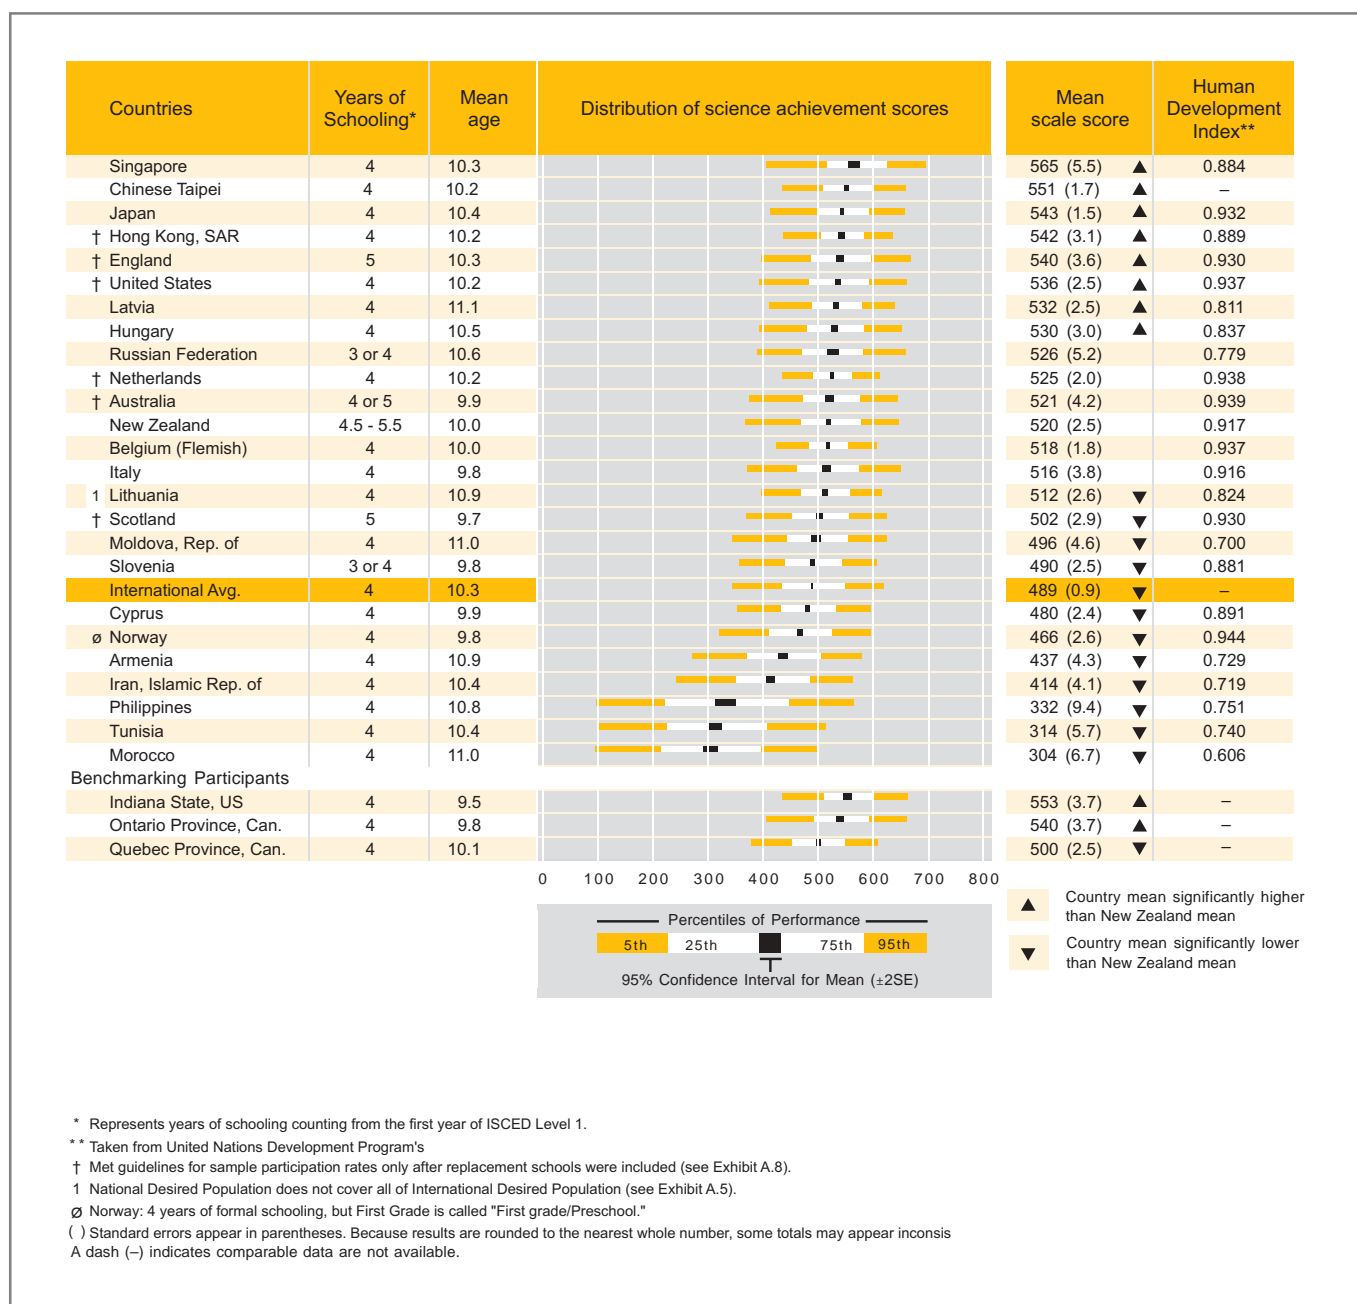 Countries Years of Schooling* Mean age Distribution of science achievement scores Mean scale score Human Development Index**
Singapore 4 10.3 565 (5.5) ▲ 0.884
Chinese Taipei 4 10.2 551 (1.7) ▲ –
Japan 4 10.4 543 (1.5) ▲ 0.932
† Hong Kong, SAR 4 10.2 542 (3.1) ▲ 0.889
† England 5 10.3 540 (3.6) ▲ 0.930
† United States 4 10.2 536 (2.5) ▲ 0.937
Latvia 4 11.1 532 (2.5) ▲ 0.811
Hungary 4 10.5 530 (3.0) ▲ 0.837
Russian Federation 3 or 4 10.6 526 (5.2) 0.779
† Netherlands 4 10.2 525 (2.0) 0.938
† Australia 4 or 5 9.9 521 (4.2) 0.939
New Zealand 4.5 - 5.5 10.0 520 (2.5) 0.917
Belgium (Flemish) 4 10.0 518 (1.8) 0.937
Italy 4 9.8 516 (3.8) 0.916
1 Lithuania 4 10.9 512 (2.6) ▼ 0.824
† Scotland 5 9.7 502 (2.9) ▼ 0.930
Moldova, Rep. of 4 11.0 496 (4.6) ▼ 0.700
Slovenia 3 or 4 9.8 490 (2.5) ▼ 0.881
International Avg. 4 10.3 489 (0.9) ▼ –
Cyprus 4 9.9 480 (2.4) ▼ 0.891
ø Norway 4 9.8 466 (2.6) ▼ 0.944
Armenia 4 10.9 437 (4.3) ▼ 0.729
Iran, Islamic Rep. of 4 10.4 414 (4.1) ▼ 0.719
Philippines 4 10.8 332 (9.4) ▼ 0.751
Tunisia 4 10.4 314 (5.7) ▼ 0.740
Morocco 4 11.0 304 (6.7) ▼ 0.606
Benchmarking Participants
Indiana State, US 4 9.5 553 (3.7) ▲ –
Ontario Province, Can. 4 9.8 540 (3.7) ▲ –
Quebec Province, Can. 4 10.1 500 (2.5) ▼ –
0 100 200 300 400 500 600 700 800
Percentiles of Performance
5th 25th 75th 95th
95% Confidence Interval for Mean (±2SE)
▲ Country mean significantly higher
than New Zealand mean
▼ Country mean significantly lower
than New Zealand mean
* Represents years of schooling counting from the first year of ISCED Level 1.
** Taken from United Nations Development Program's
† Met guidelines for sample participation rates only after replacement schools were included (see Exhibit A.8).
1 National Desired Population does not cover all of International Desired Population (see Exhibit A.5).
ø Norway: 4 years of formal schooling, but First Grade is called "First grade/Preschool."
( ) Standard errors appear in parentheses. Because results are rounded to the nearest whole number, some totals may appear inconsis
A dash (–) indicates comparable data are not available.